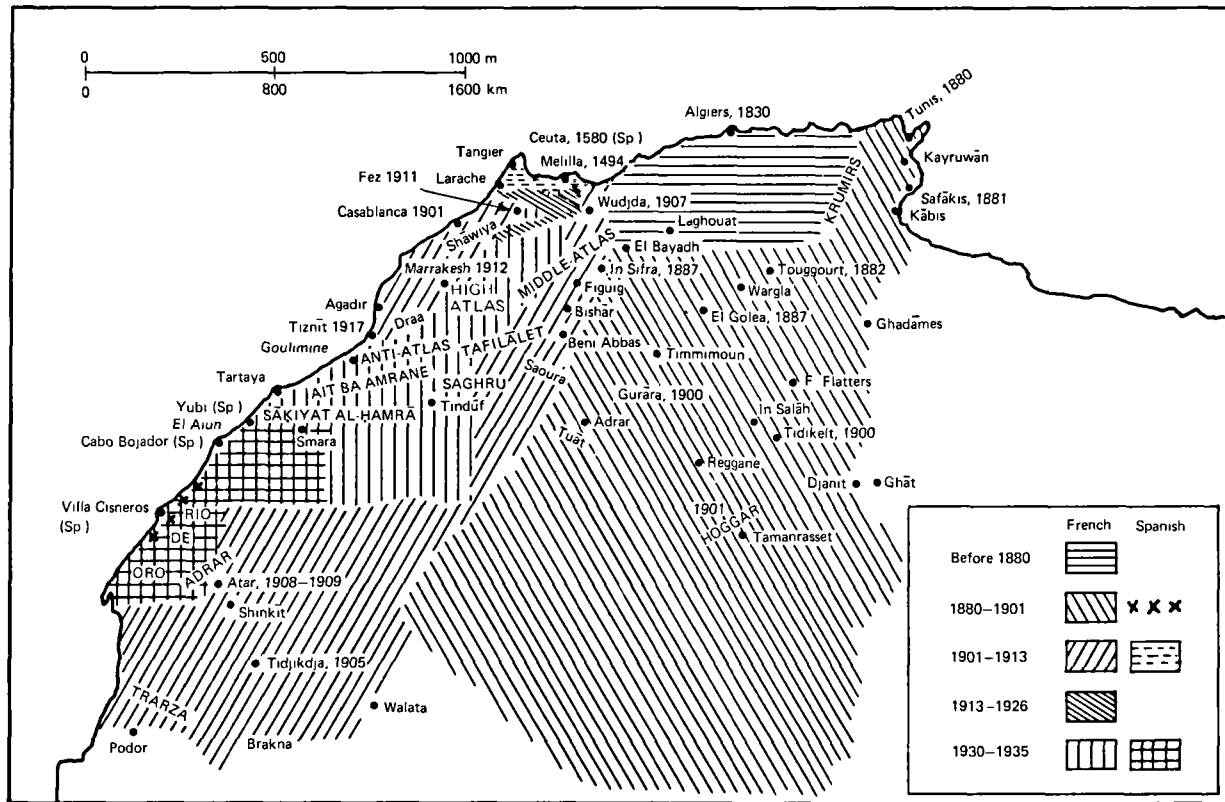 0 500 1000 m
0 800 1600 km
Algiers, 1830
Tunis, 1880
Ceuta, 1580 (Sp)
Tangier
Melilla, 1494
Kayruwān
Larache
Fez 1911
KRUMIRS
Safākis, 1881
Casablanca 1901
Wudjda, 1907
Kābis
Shāwīya
Laghouat
El Bayadh
MIDDLE-ATLAS
Marrakesh 1912
In Sifra, 1887
Touggourt, 1882
HIGH
ATLAS
Figuig
Wargla
Agadir
Draa
Bishār
El Golea, 1887
Ghadāmes
Tiznīt 1917
TAFILĀLET
Beni Abbas
Goulimine
ANTI-ATLAS
Timmimoun
AIT BA AMRANE
Saoura
F. Flatters
Tartaya
SAGHRU
Gurāra, 1900
Yubi (Sp)
SĀKIYAT AL-HAMRĀ
Tindūf
In Salāh
El Aiun
Adrar
Smara
Tidikelt, 1900
Cabo Bojador (Sp)
Tuāt
Reggane
Djanit
Ghāt
Villa Cisneros
(Sp)
RIO
DE
ORO
1901
HOGGAR
Tamanrasset
ADRAR
Atar, 1908–1909
Shinkit
Tidjikdja, 1905
TRARZA
Walata
Podor
Brakna
French Spanish
Before 1880
1880–1901
1901–1913
1913–1926
1930–1935